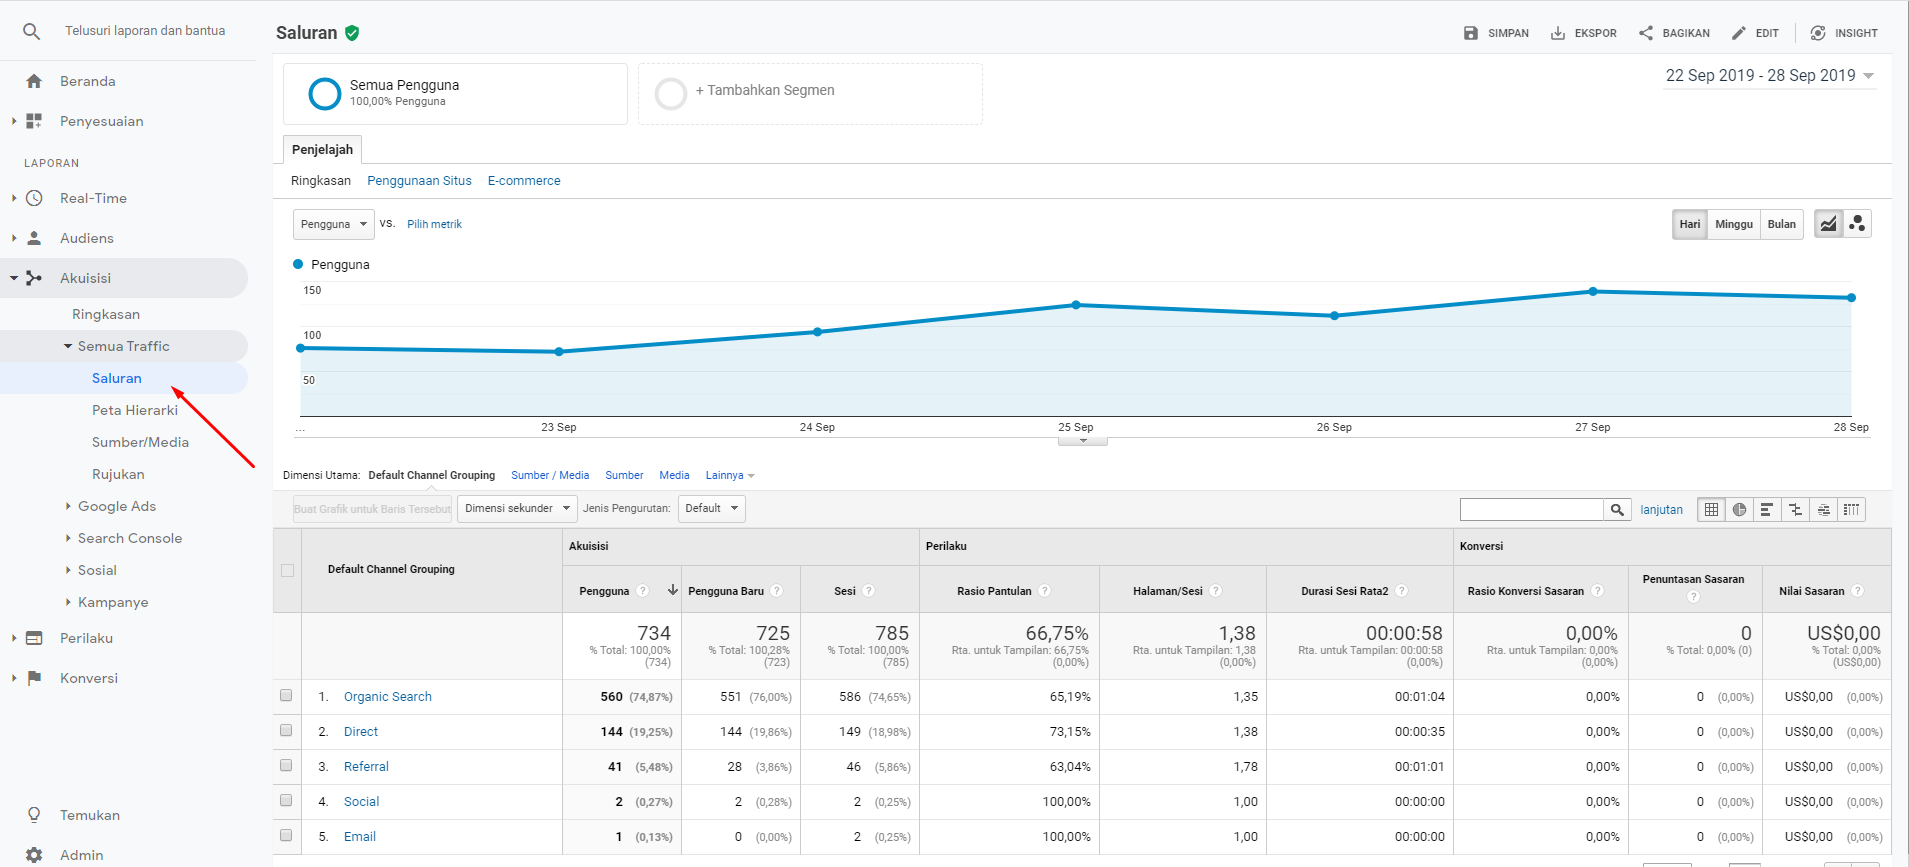 Telusuri laporan dan bantua
Beranda
Penyesuaian
LAPORAN
Real-Time
Audiens
Akuisisi
Ringkasan
Semua Traffic
Saluran
Peta Hierarki
Sumber/Media
Rujukan
Google Ads
Search Console
Sosial
Kampanye
Perilaku
Konversi
Temukan
Admin
Saluran
SIMPAN EKSPOR BAGIKAN EDIT INSIGHT
Semua Pengguna
100,00% Pengguna
+ Tambahkan Segmen
22 Sep 2019 - 28 Sep 2019
Penjelajah
Ringkasan Penggunaan Situs E-commerce
Pengguna vs. Pilih metrik
Hari Minggu Bulan
Pengguna
150
100
50
... 23 Sep 24 Sep 25 Sep 26 Sep 27 Sep 28 Sep
Dimensi Utama: Default Channel Grouping Sumber / Media Sumber Media Lainnya
Buat Grafik untuk Baris Tersebut Dimensi sekunder Jenis Pengurutan: Default lanjutan
Default Channel Grouping Akuisisi Perilaku Konversi
Pengguna ? Pengguna Baru ? Sesi ? Rasio Pantulan ? Halaman/Sesi ? Durasi Sesi Rata2 ? Rasio Konversi Sasaran ? Penuntasan Sasaran ? Nilai Sasaran ?
734 725 785 66,75% 1,38 00:00:58 0,00% 0 US$0,00
% Total: 100,00% % Total: 100,28% % Total: 100,00% Rta. untuk Tampilan: 66,75% Rta. untuk Tampilan: 1,38 Rta. untuk Tampilan: 00:00:58 Rta. untuk Tampilan: 0,00% % Total: 0,00% (0) % Total: 0,00%
(734) (723) (785) (0,00%) (0,00%) (0,00%) (0,00%) (US$0,00)
1. Organic Search 560 (74,87%) 551 (76,00%) 586 (74,65%) 65,19% 1,35 00:01:04 0,00% 0 (0,00%) US$0,00 (0,00%)
2. Direct 144 (19,25%) 144 (19,86%) 149 (18,98%) 73,15% 1,38 00:00:35 0,00% 0 (0,00%) US$0,00 (0,00%)
3. Referral 41 (5,48%) 28 (3,86%) 46 (5,86%) 63,04% 1,78 00:01:01 0,00% 0 (0,00%) US$0,00 (0,00%)
4. Social 2 (0,27%) 2 (0,28%) 2 (0,25%) 100,00% 1,00 00:00:00 0,00% 0 (0,00%) US$0,00 (0,00%)
5. Email 1 (0,13%) 0 (0,00%) 2 (0,25%) 100,00% 1,00 00:00:00 0,00% 0 (0,00%) US$0,00 (0,00%)